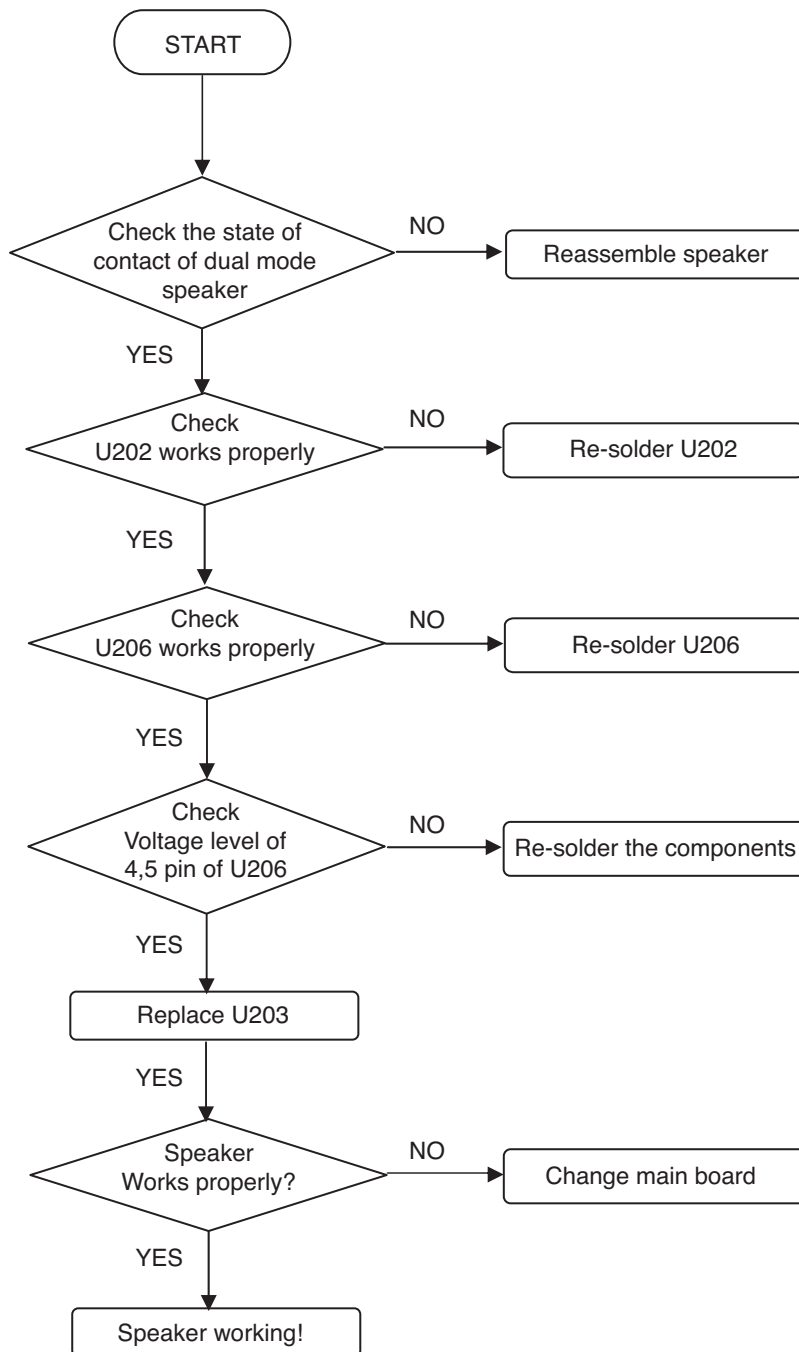 START
Check the state of
contact of dual mode
speaker
NO
Reassemble speaker
YES
Check
U202 works properly
NO
Re-solder U202
YES
Check
U206 works properly
NO
Re-solder U206
YES
Check
Voltage level of
4,5 pin of U206
NO
Re-solder the components
YES
Replace U203
YES
Speaker
Works properly?
NO
Change main board
YES
Speaker working!